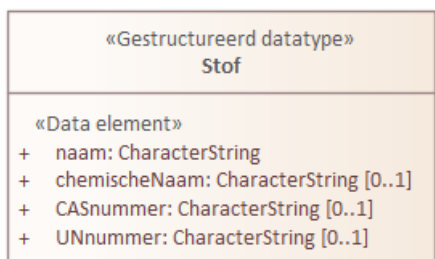 «Gestructureerd datatype»
Stof
«Data element»
+ naam: CharacterString
+ chemischeNaam: CharacterString [0..1]
+ CASnummer: CharacterString [0..1]
+ UNnummer: CharacterString [0..1]